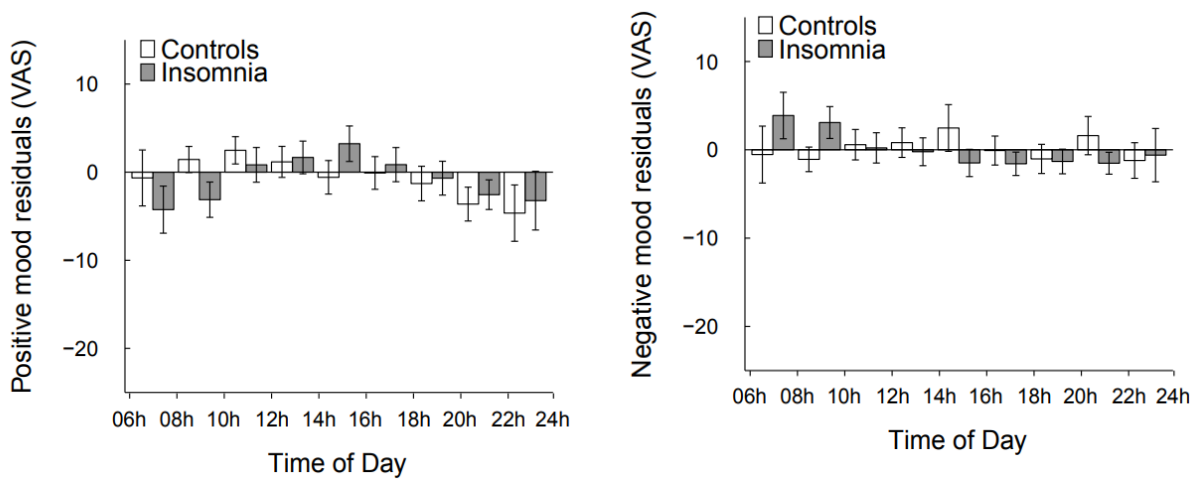 Positive mood residuals (VAS)
Controls
Insomnia
10
0
−10
−20
06h 08h 10h 12h 14h 16h 18h 20h 22h 24h
Time of Day
Negative mood residuals (VAS)
Controls
Insomnia
10
0
−10
−20
06h 08h 10h 12h 14h 16h 18h 20h 22h 24h
Time of Day